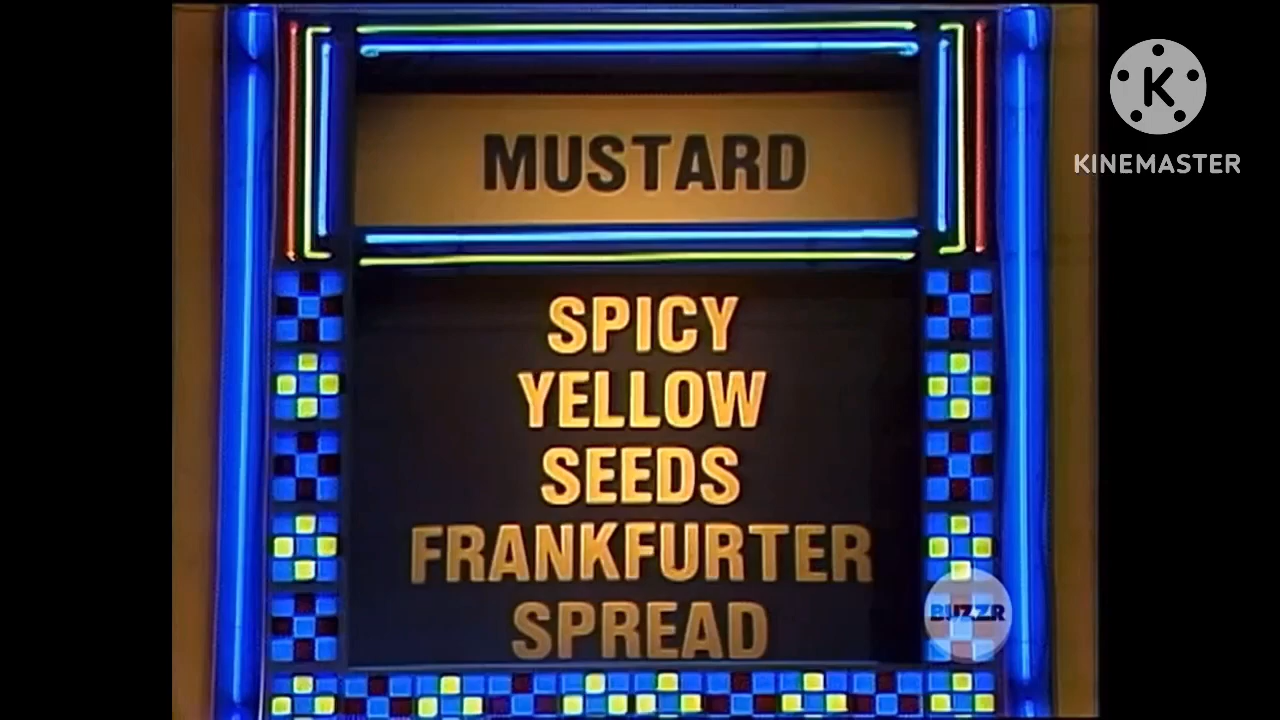 MUSTARD
SPICY
YELLOW
SEEDS
FRANKFURTER
SPREAD
BUZZR
K
KINEMASTER